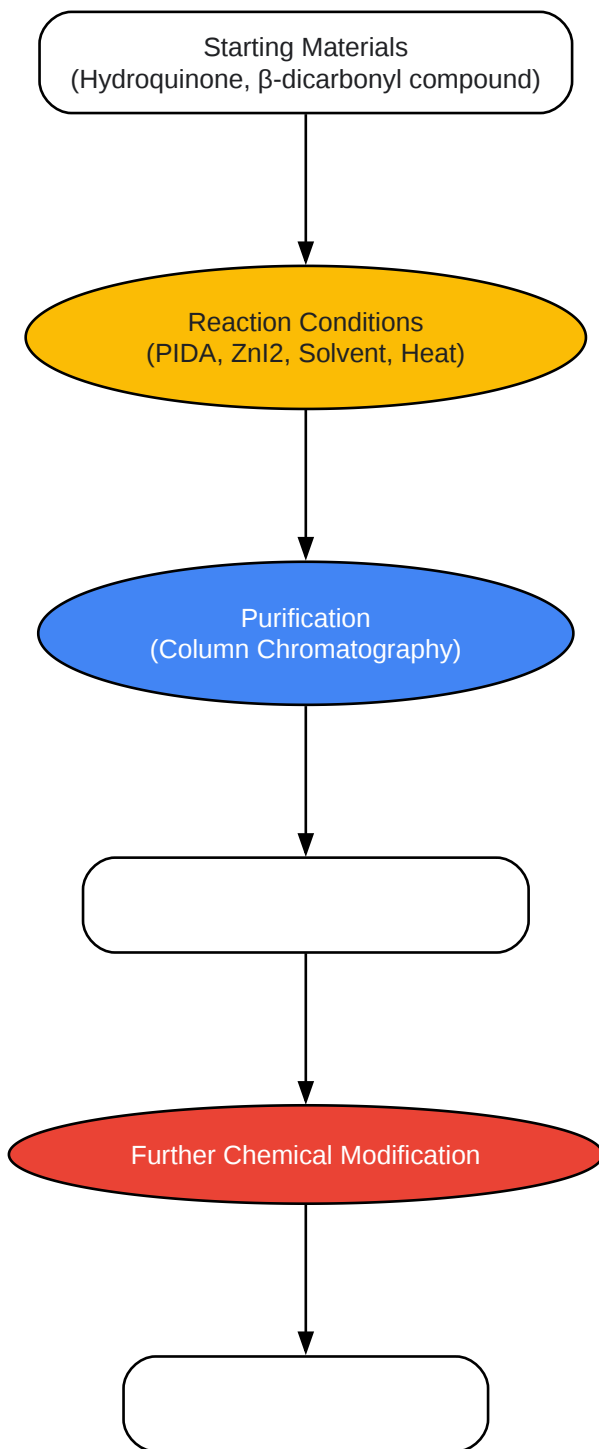 Starting Materials
(Hydroquinone, β-dicarbonyl compound)
Reaction Conditions
(PIDA, ZnI2, Solvent, Heat)
Purification
(Column Chromatography)
Further Chemical Modification